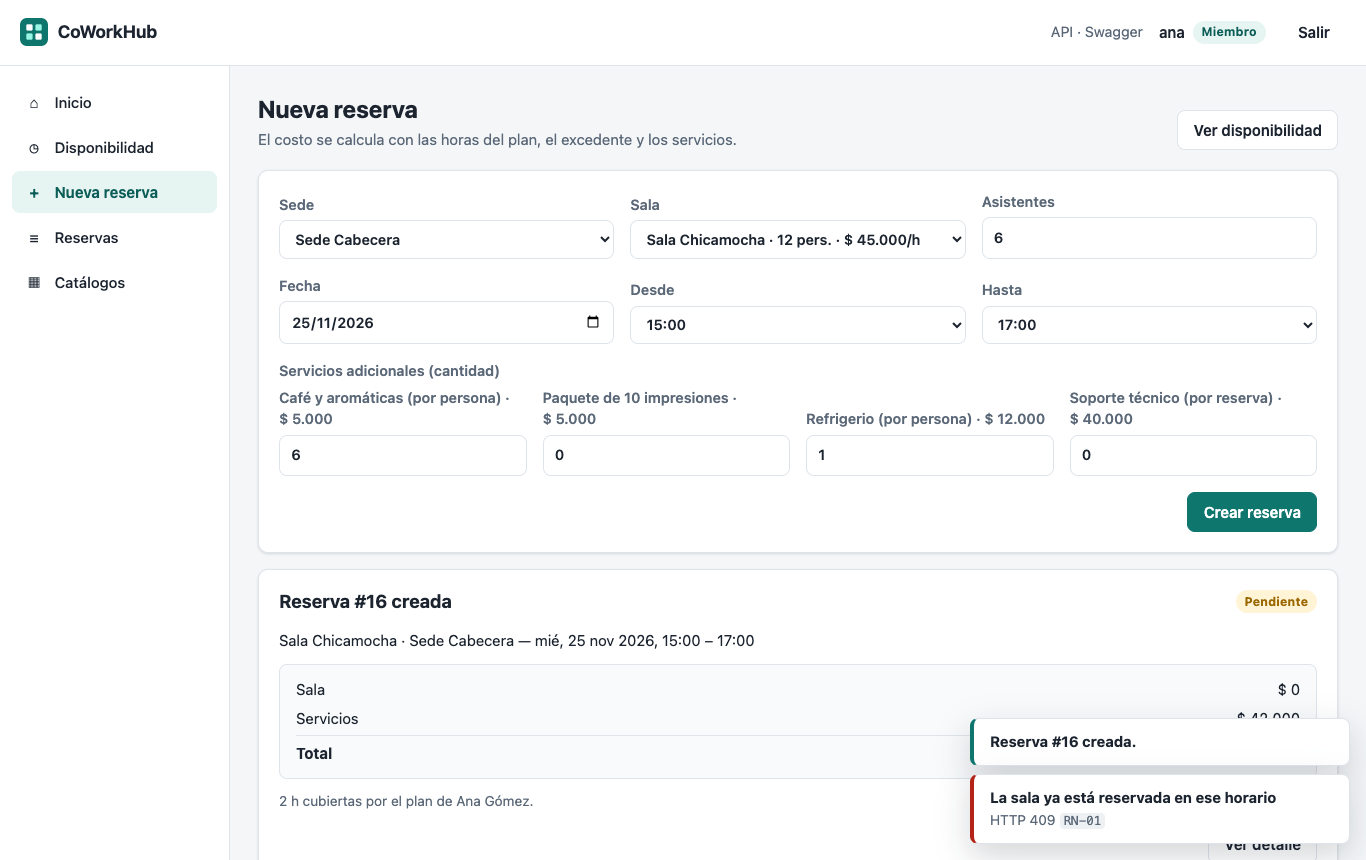 CoWorkHub
API · Swagger
ana
Miembro
Salir
Inicio
Disponibilidad
Nueva reserva
Reservas
Catálogos
Nueva reserva
El costo se calcula con las horas del plan, el excedente y los servicios.
Ver disponibilidad
Sede
Sala
Asistentes
Sede Cabecera
Sala Chicamocha · 12 pers. · $ 45.000/h
6
Fecha
Desde
Hasta
25/11/2026
15:00
17:00
Servicios adicionales (cantidad)
Café y aromáticas (por persona) ·
$ 5.000
Paquete de 10 impresiones ·
$ 5.000
Refrigerio (por persona) · $ 12.000
Soporte técnico (por reserva) ·
$ 40.000
6
0
1
0
Crear reserva
Reserva #16 creada
Pendiente
Sala Chicamocha · Sede Cabecera — mié, 25 nov 2026, 15:00 – 17:00
Sala
$ 0
Servicios
$ 42.000
Total
Reserva #16 creada.
La sala ya está reservada en ese horario
HTTP 409 RN-01
2 h cubiertas por el plan de Ana Gómez.
Ver detalle